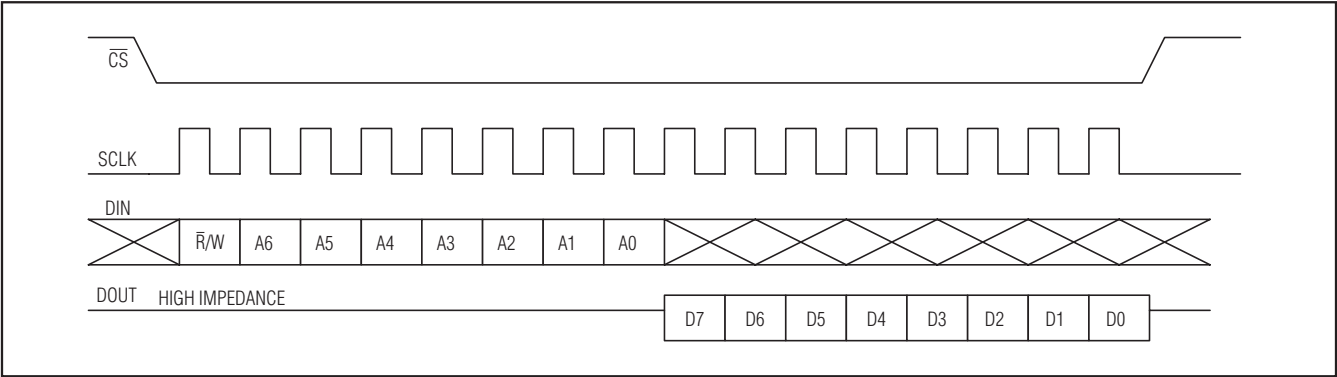 C̅S̅
SCLK
DIN
R̅/W A6 A5 A4 A3 A2 A1 A0
DOUT HIGH IMPEDANCE
D7 D6 D5 D4 D3 D2 D1 D0